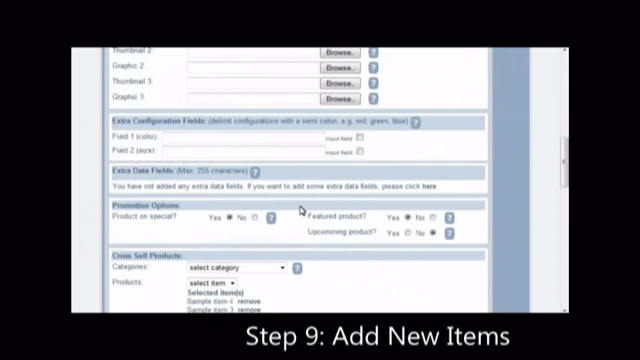 Thumbnail 2:
Browse..
?
Graphic 2:
Browse..
?
Thumbnail 3:
Browse..
?
Graphic 3:
Browse..
?
Extra Configuration Fields: (delimit configurations with a semi colon. e.g. red; green; blue) ?
Field 1 (color):
input field
Field 2 (size):
input field
Extra Data Fields: (Max. 255 characters) ?
You have not added any extra data fields. If you want to add some extra data fields, please click here.
Promotion Options:
Product on special? Yes No ? Featured product? Yes No ?
Upcomming product? Yes No ?
Cross Sell Products:
Categories: select category ?
Products: select item
Selected item(s)
Sample item 4 remove
Sample item 3 remove
Step 9: Add New Items